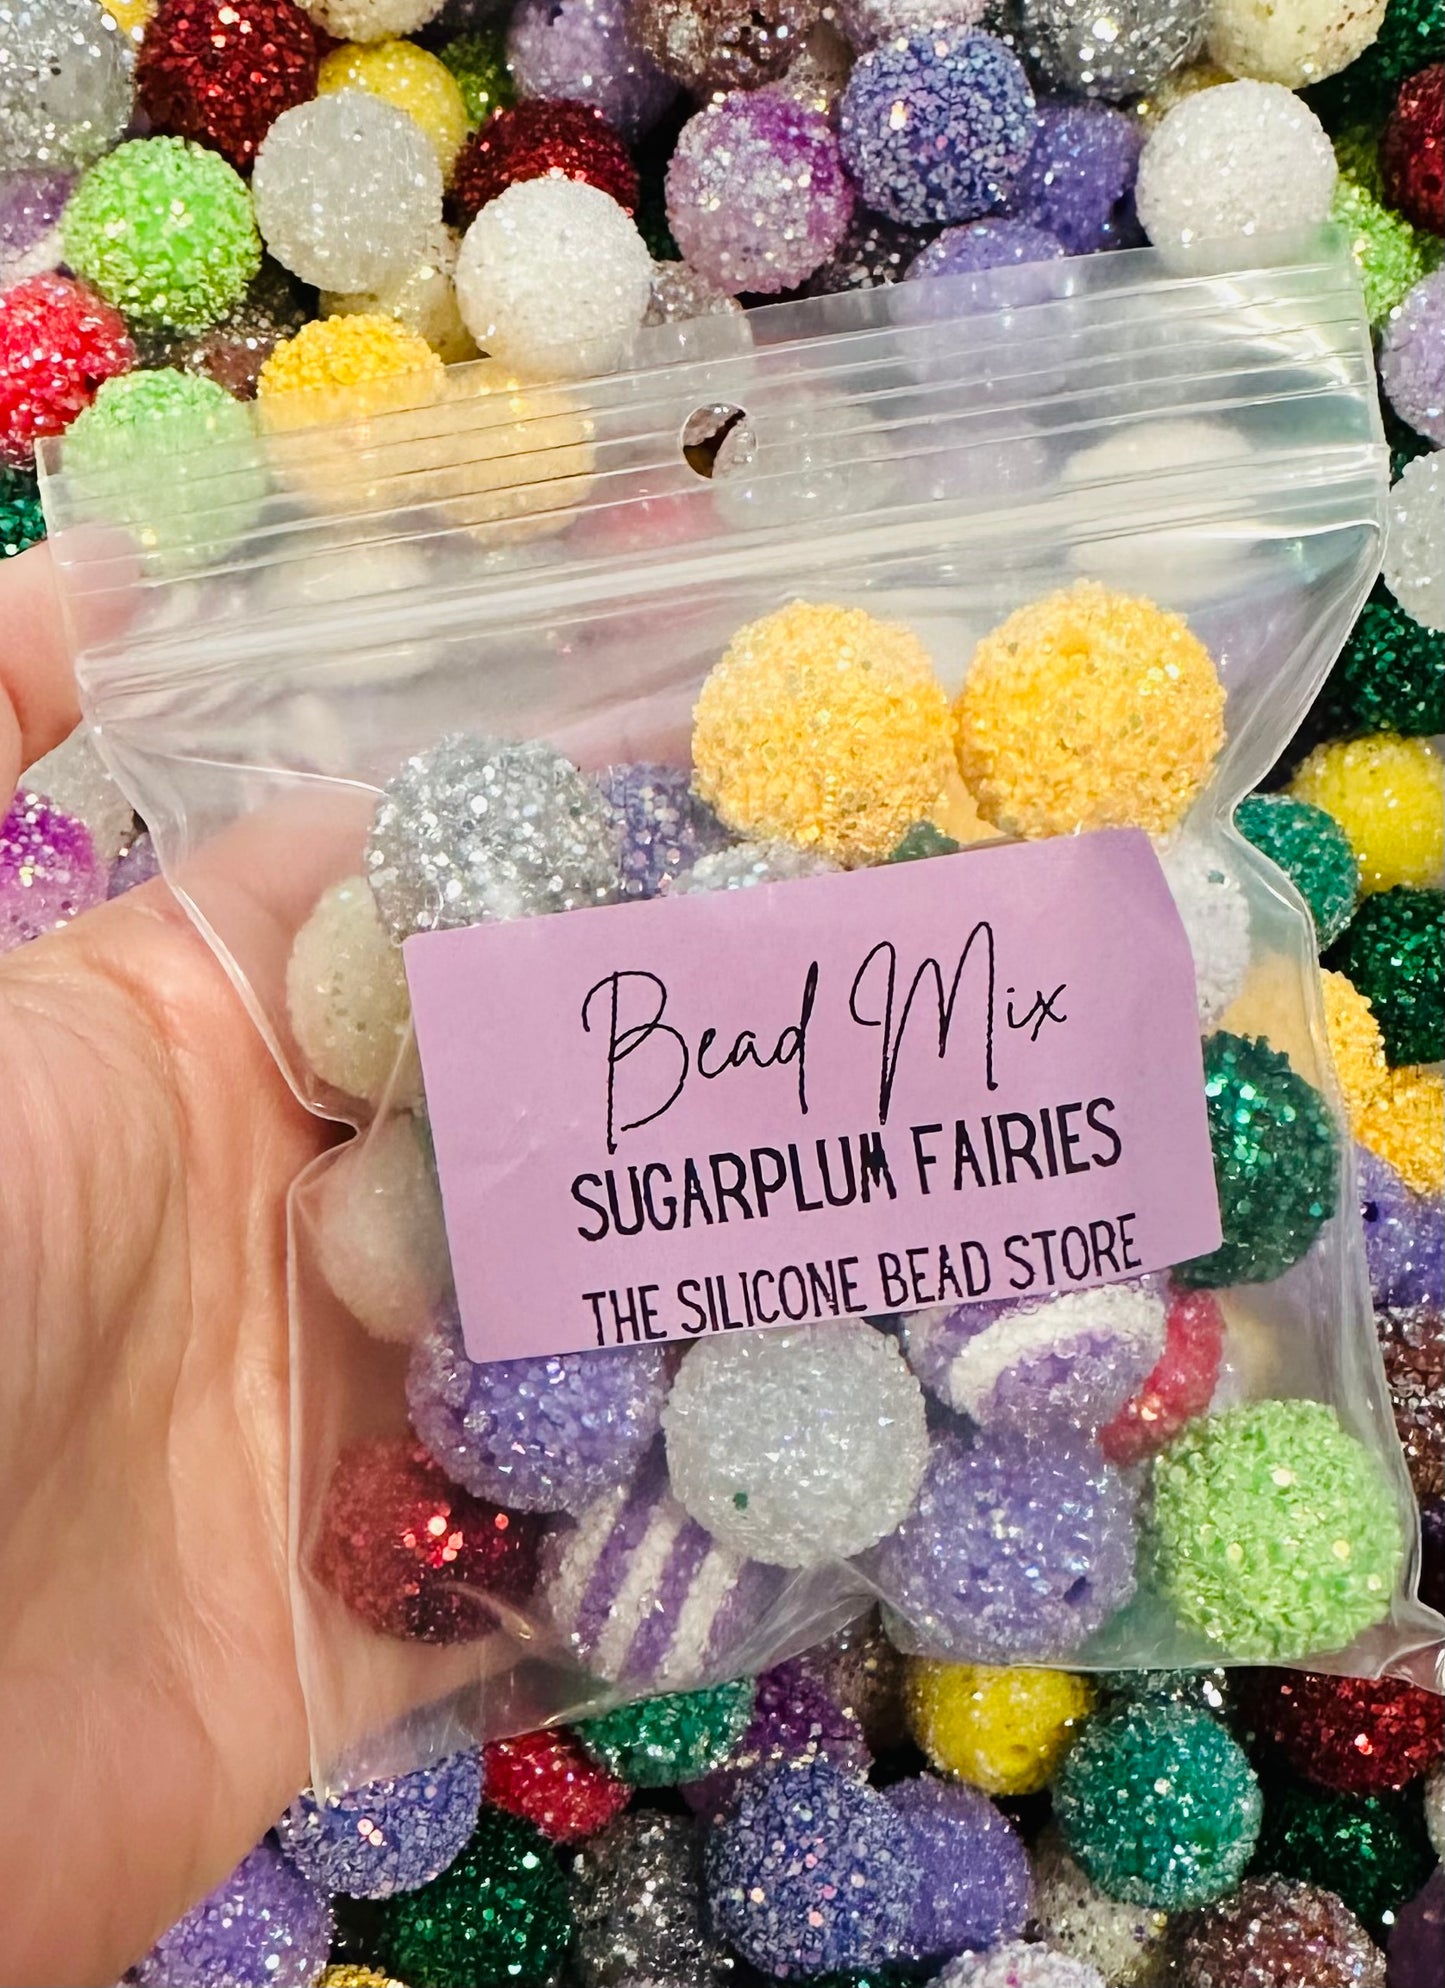 Bead Mix
SUGARPLUM FAIRIES
THE SILICONE BEAD STORE